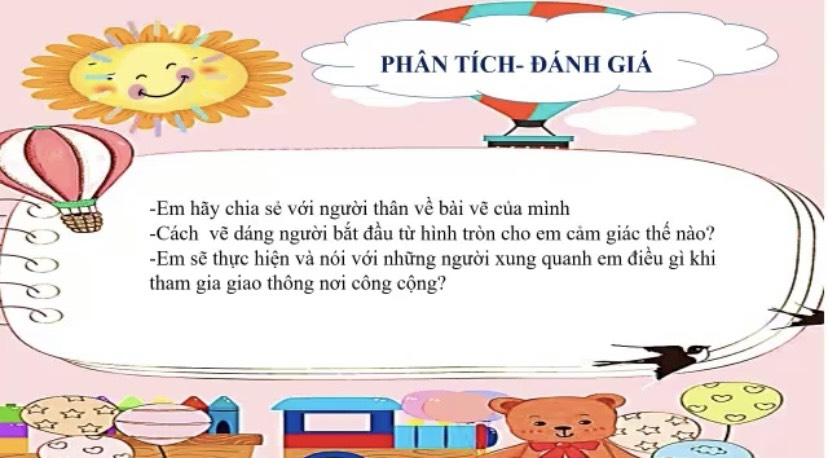 PHÂN TÍCH- ĐÁNH GIÁ
-Em hãy chia sẻ với người thân về bài vẽ của mình
-Cách vẽ dáng người bắt đầu từ hình tròn cho em cảm giác thế nào?
-Em sẽ thực hiện và nói với những người xung quanh em điều gì khi
tham gia giao thông nơi công cộng?